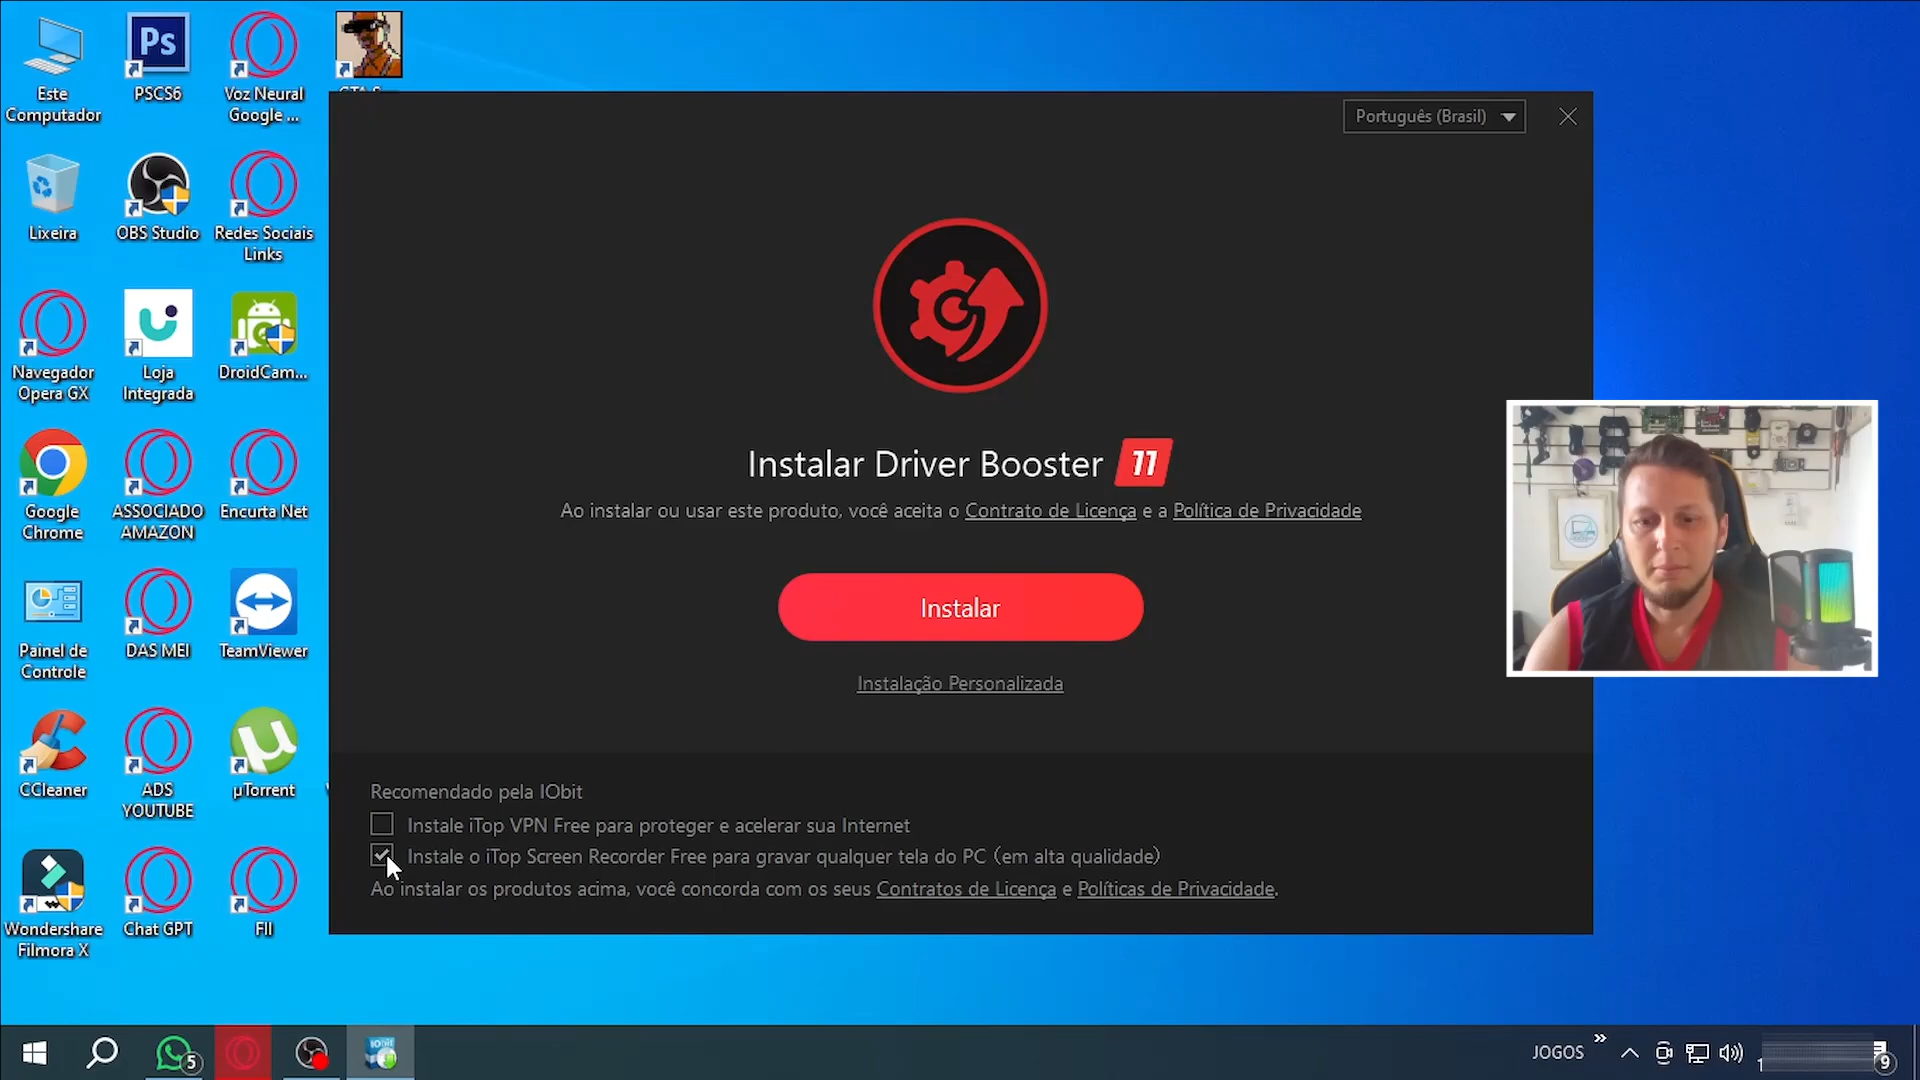 Este
Computador
PSCS6
Voz Neural
Google ...
Lixeira
OBS Studio
Redes Sociais
Links
Navegador
Opera GX
Loja
Integrada
DroidCam...
Google
Chrome
ASSOCIADO
AMAZON
Encurta Net
Painel de
Controle
DAS MEI
TeamViewer
CCleaner
ADS
YOUTUBE
µTorrent
Wondershare
Filmora X
Chat GPT
FII
Ps
Português (Brasil)
Instalar Driver Booster 11
Ao instalar ou usar este produto, você aceita o Contrato de Licença e a Política de Privacidade
Instalar
Instalação Personalizada
Recomendado pela IObit
Instale iTop VPN Free para proteger e acelerar sua Internet
Instale o iTop Screen Recorder Free para gravar qualquer tela do PC (em alta qualidade)
Ao instalar os produtos acima, você concorda com os seus Contratos de Licença e Políticas de Privacidade.
5
IObit
JOGOS
9